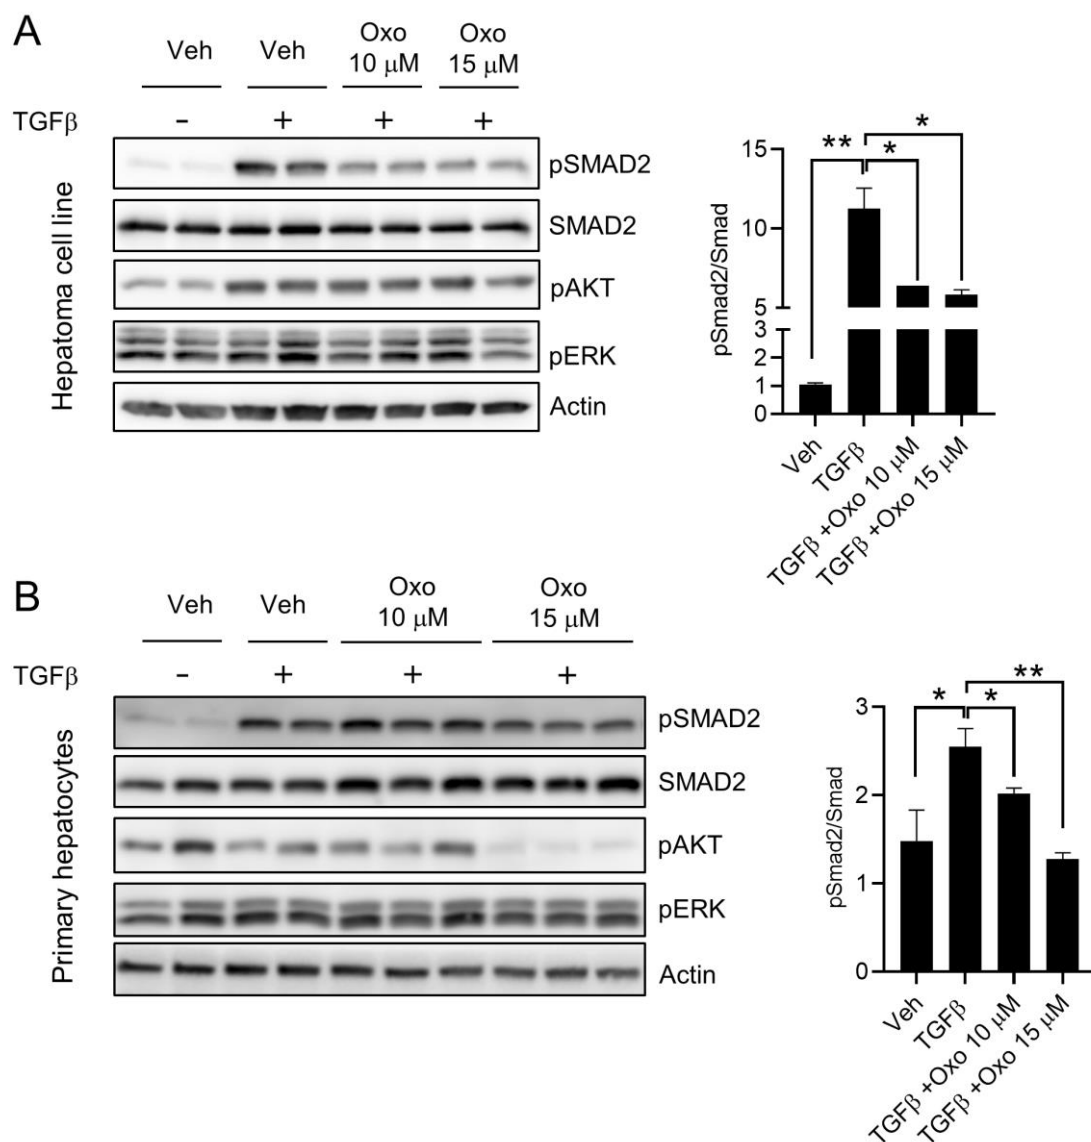 A
Veh Veh Oxo 10 μM Oxo 15 μM
TGFβ - + + +
Hepatoma cell line
pSMAD2
SMAD2
pAKT
pERK
Actin
** * *
pSmad2/Smad
15
10
5
3
2
1
0
Veh
TGFβ
TGFβ +Oxo 10 μM
TGFβ +Oxo 15 μM
B
Veh Veh Oxo 10 μM Oxo 15 μM
TGFβ - + + +
Primary hepatocytes
pSMAD2
SMAD2
pAKT
pERK
Actin
* * **
pSmad2/Smad
3
2
1
0
Veh
TGFβ
TGFβ +Oxo 10 μM
TGFβ +Oxo 15 μM